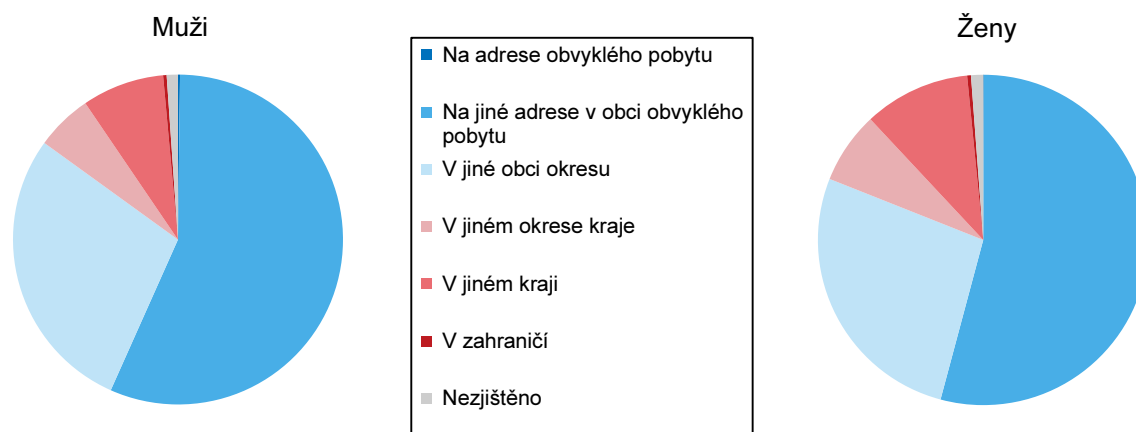 Muži
Ženy
Na adrese obvyklého pobytu
Na jiné adrese v obci obvyklého
pobytu
V jiné obci okresu
V jiném okrese kraje
V jiném kraji
V zahraničí
Nezjištěno